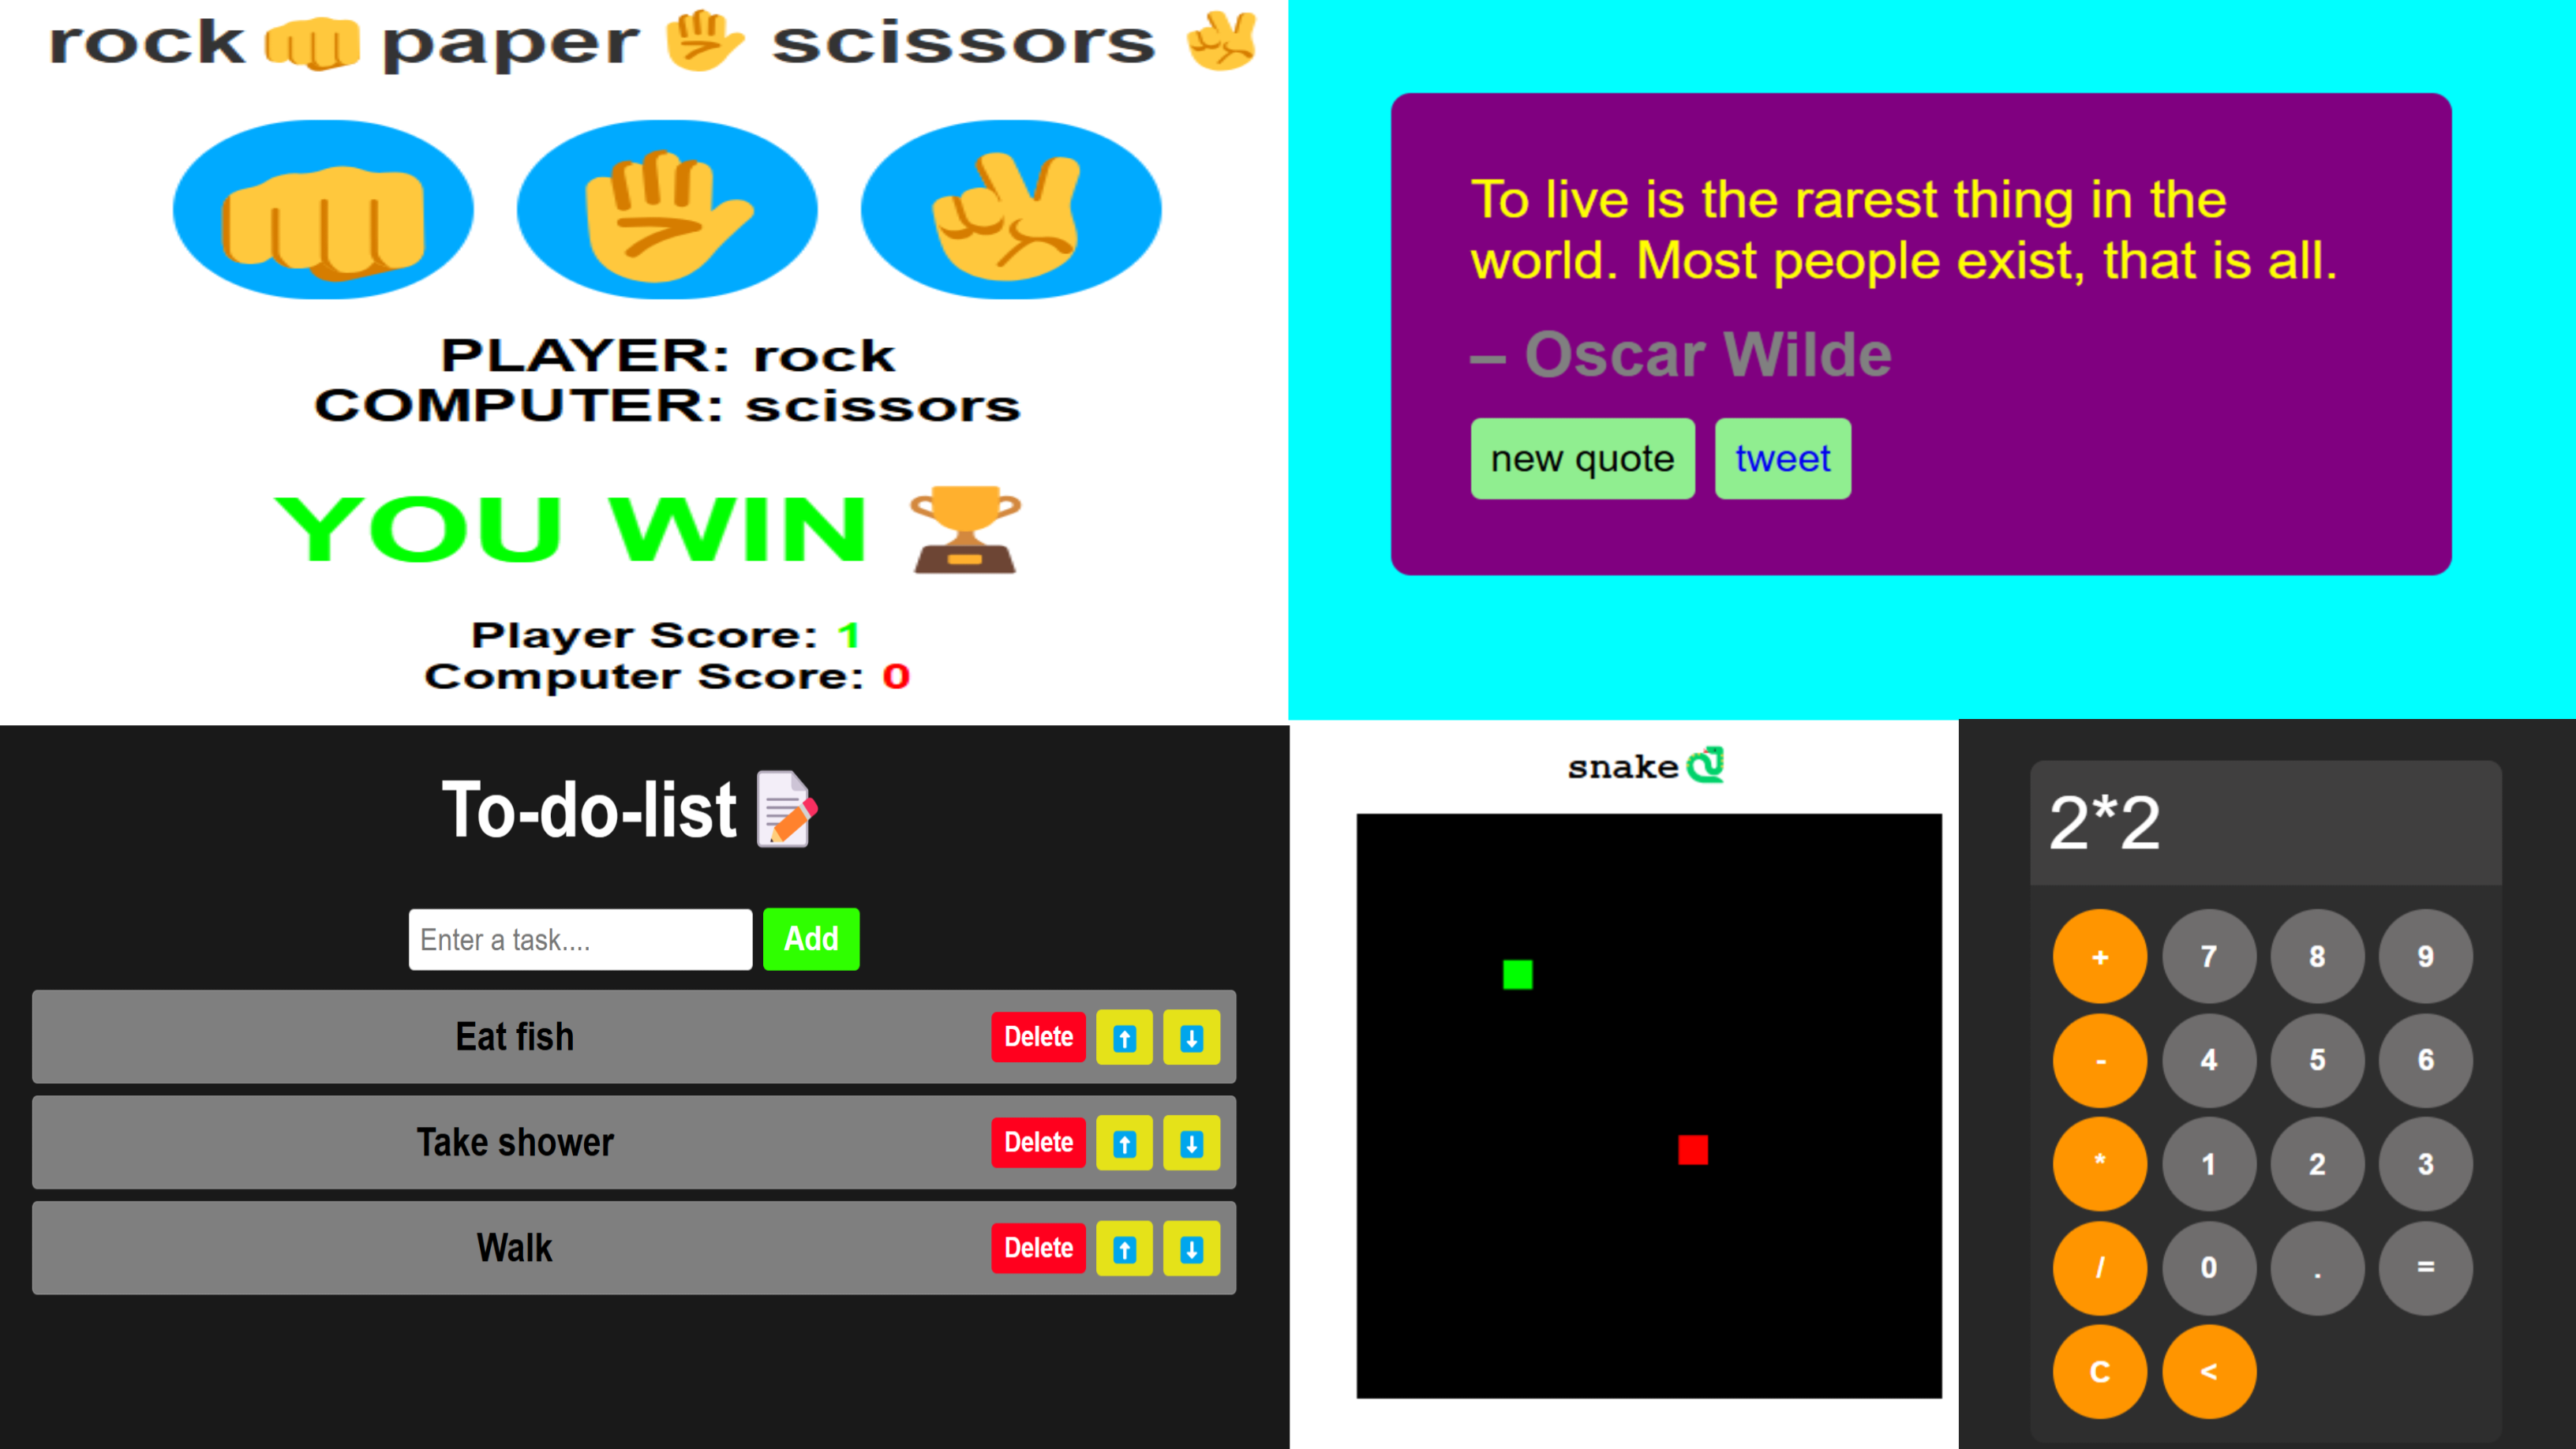 rock 👊 paper 🖐 scissors ✌
PLAYER: rock
COMPUTER: scissors
YOU WIN 🏆
Player Score: 1
Computer Score: 0
To live is the rarest thing in the
world. Most people exist, that is all.
– Oscar Wilde
new quote tweet
To-do-list 📝
Enter a task.... Add
Eat fish Delete ⬆ ⬇
Take shower Delete ⬆ ⬇
Walk Delete ⬆ ⬇
snake🐍
2*2
+ 7 8 9
- 4 5 6
* 1 2 3
/ 0 . =
C <